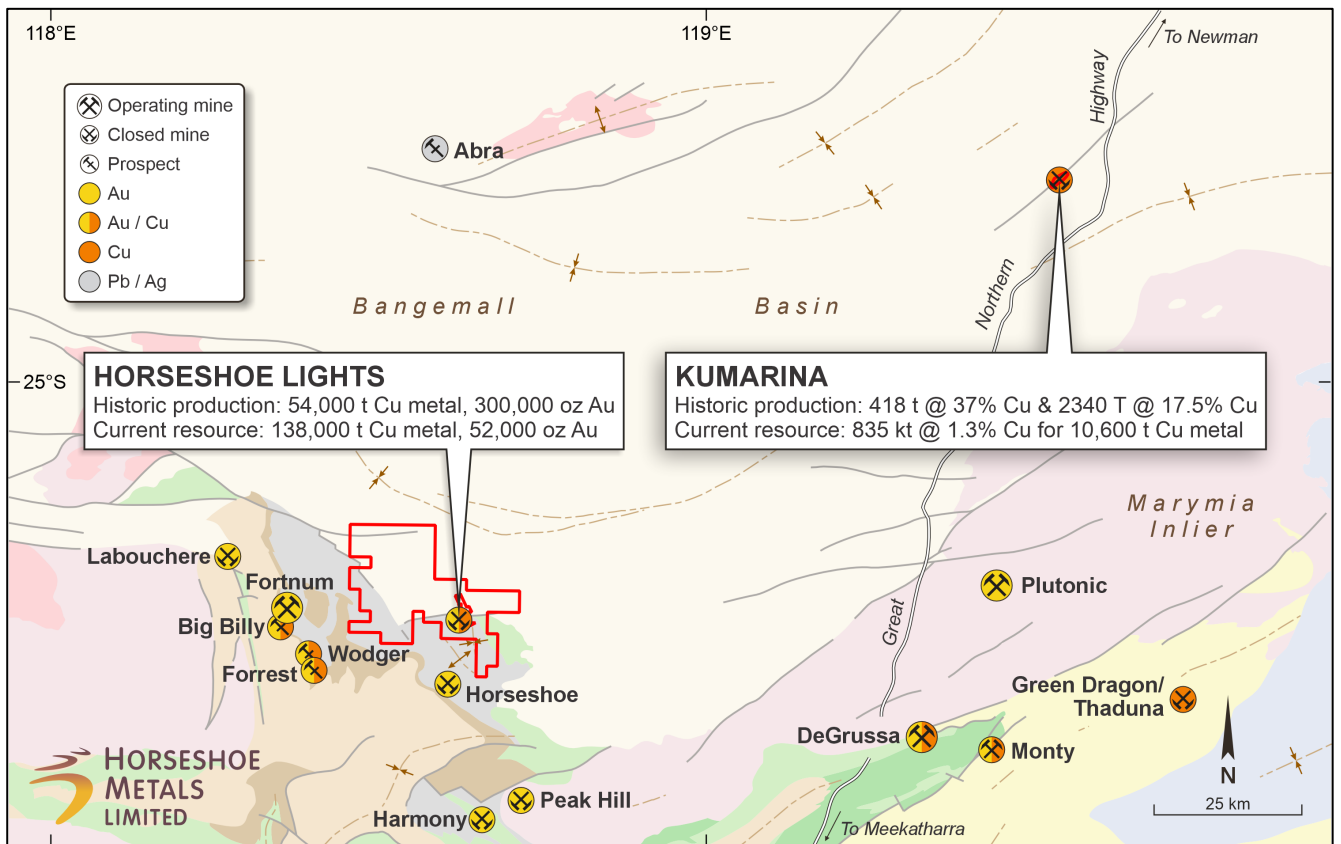 118°E
119°E
To Newman
Highway
Operating mine
Closed mine
Prospect
Au
Au / Cu
Cu
Pb / Ag
Abra
Northern
Bangemall Basin
25°S
HORSESHOE LIGHTS
Historic production: 54,000 t Cu metal, 300,000 oz Au
Current resource: 138,000 t Cu metal, 52,000 oz Au
KUMARINA
Historic production: 418 t @ 37% Cu & 2340 T @ 17.5% Cu
Current resource: 835 kt @ 1.3% Cu for 10,600 t Cu metal
Marymia
Inlier
Labouchere
Fortnum
Big Billy
Wodger
Forrest
Horseshoe
Great
Plutonic
Green Dragon/
Thaduna
DeGrussa
Monty
HORSESHOE
METALS
LIMITED
Peak Hill
Harmony
To Meekatharra
N
25 km